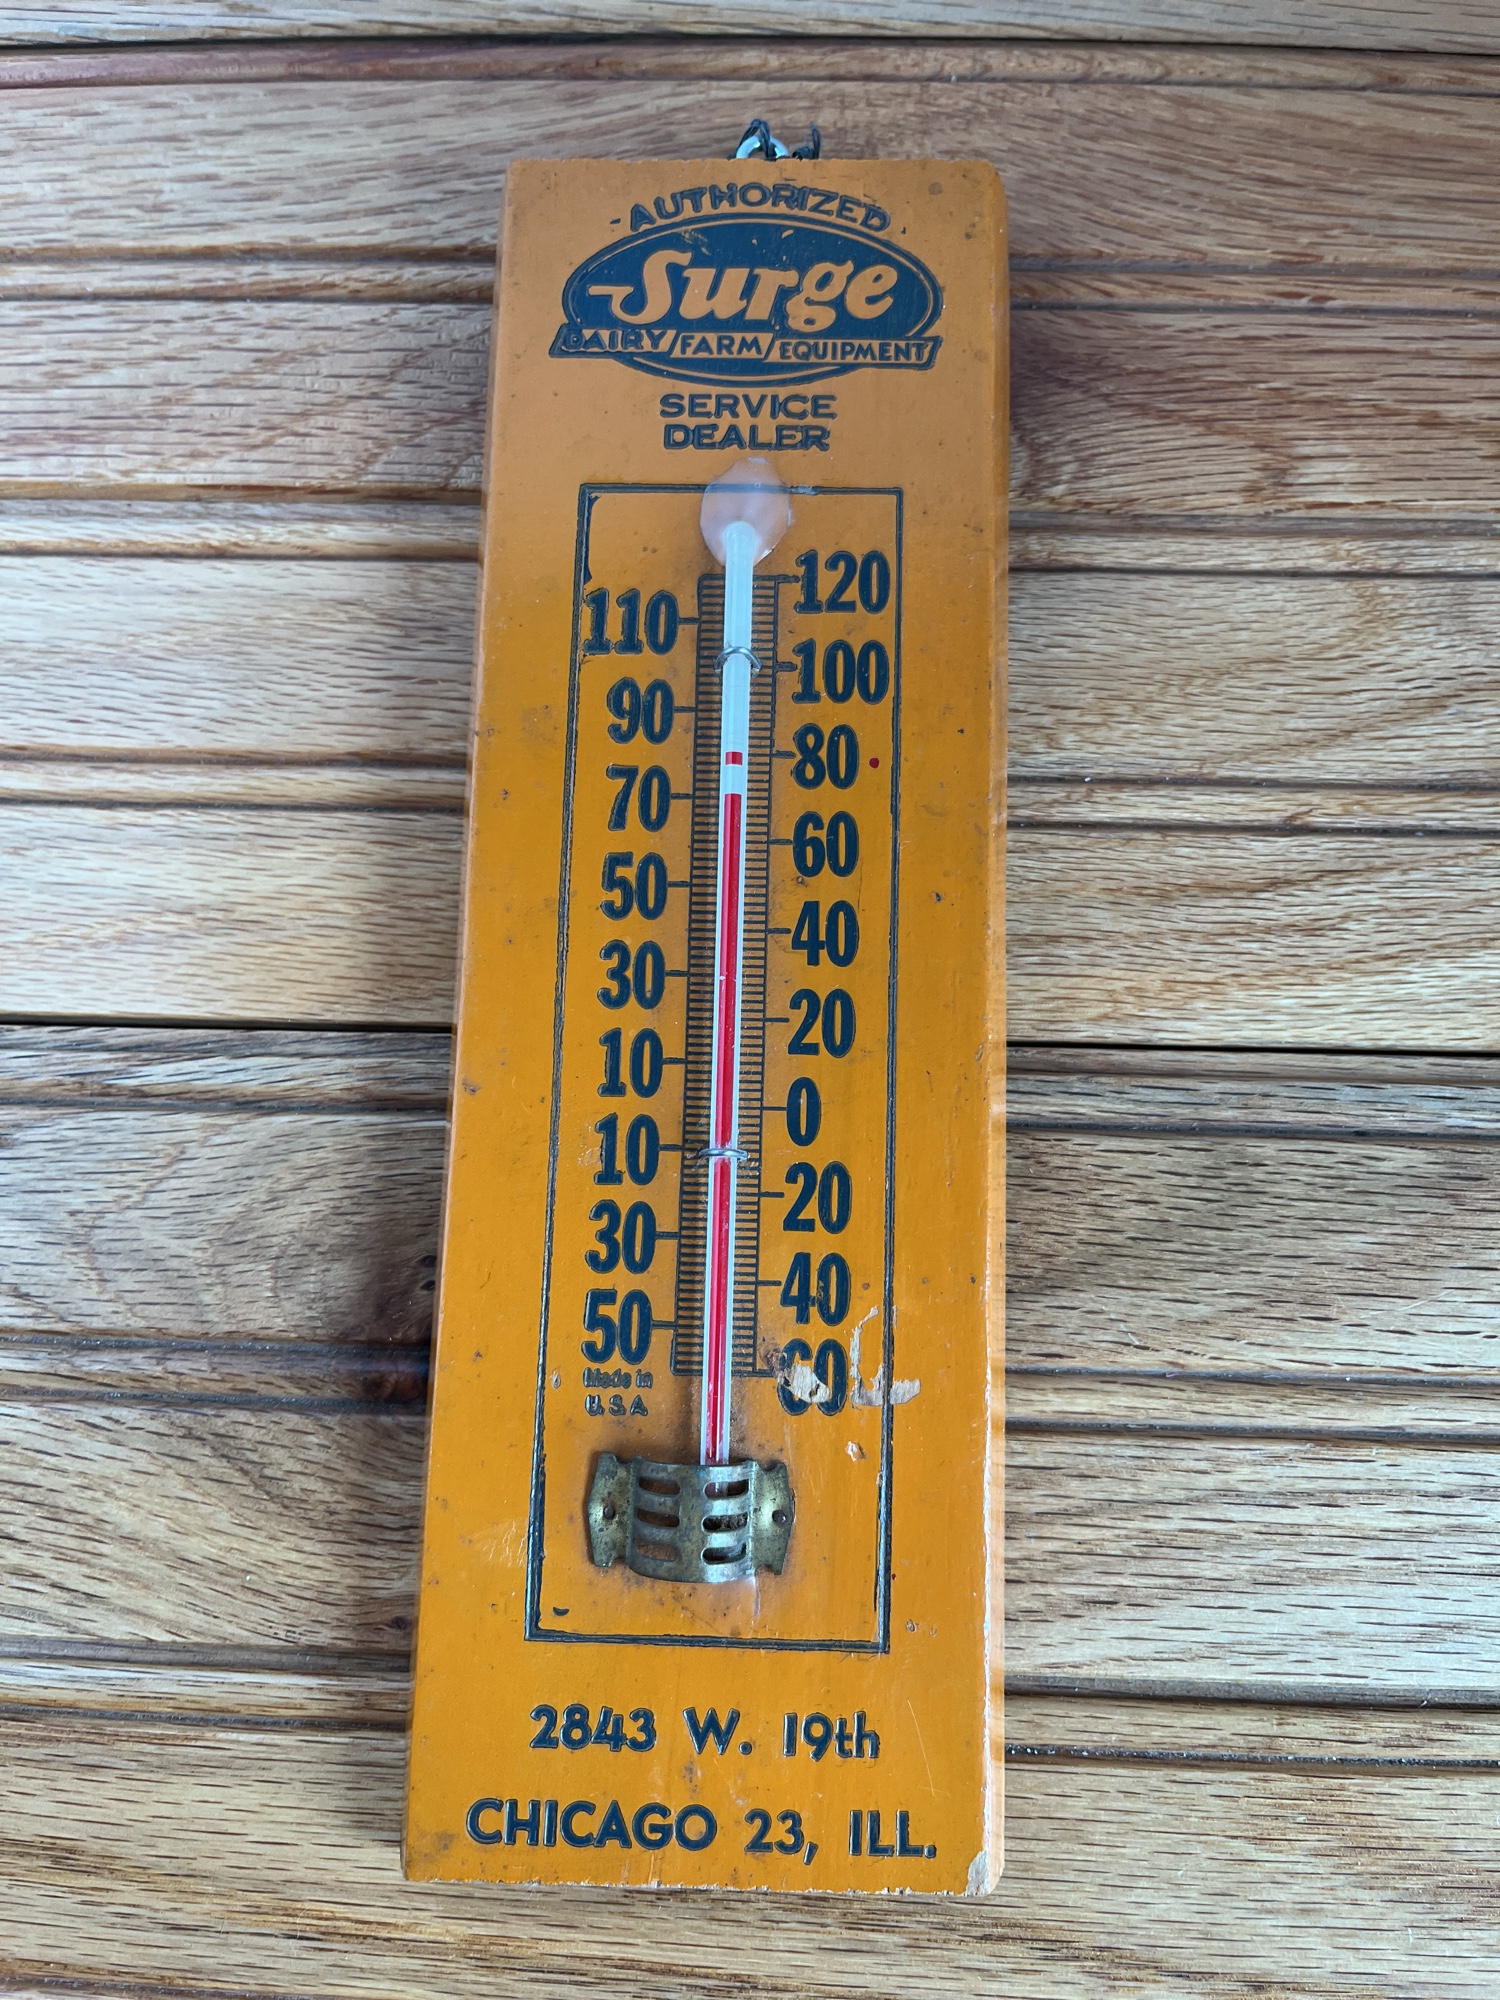 AUTHORIZED
Surge
DAIRY FARM EQUIPMENT
SERVICE
DEALER
120
110
100
90
80
70
60
50
40
30
20
10
0
10
20
30
40
50
60
Made in
U.S.A
2843 W. 19th
CHICAGO 23, ILL.